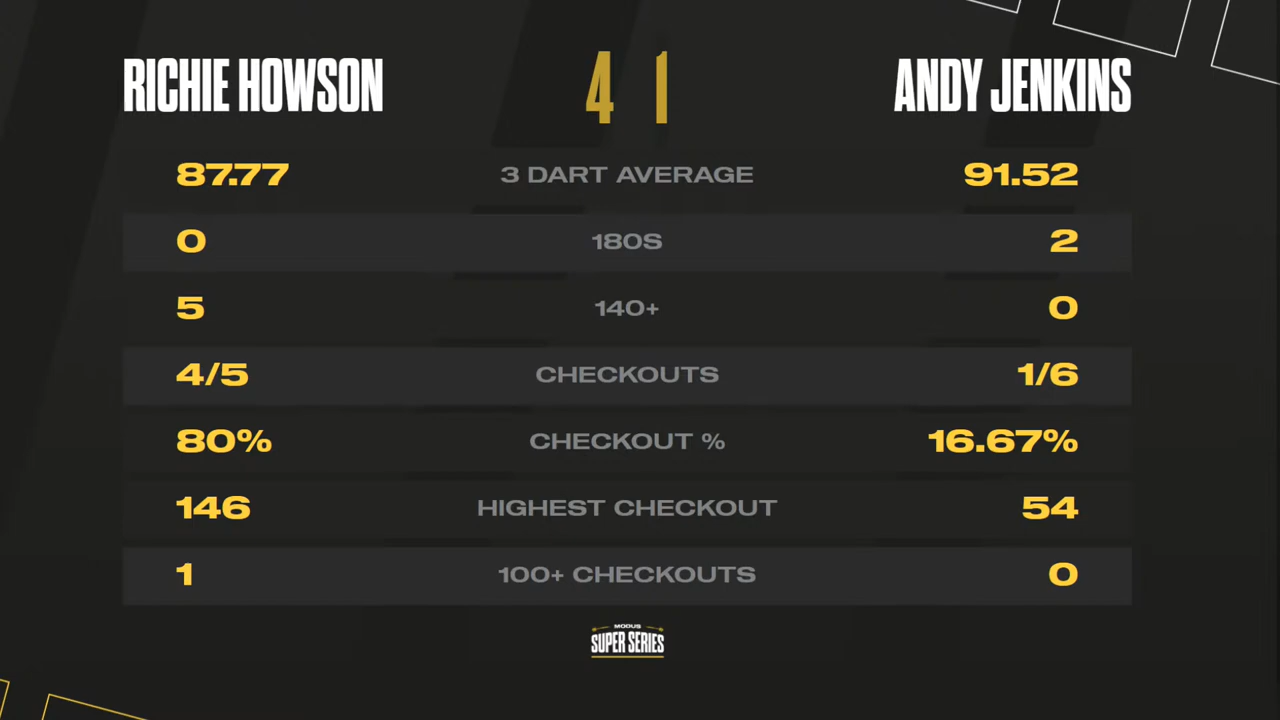 RICHIE HOWSON 4 1 ANDY JENKINS
87.77 3 DART AVERAGE 91.52
0 180S 2
5 140+ 0
4/5 CHECKOUTS 1/6
80% CHECKOUT % 16.67%
146 HIGHEST CHECKOUT 54
1 100+ CHECKOUTS 0
MODUS
SUPER SERIES